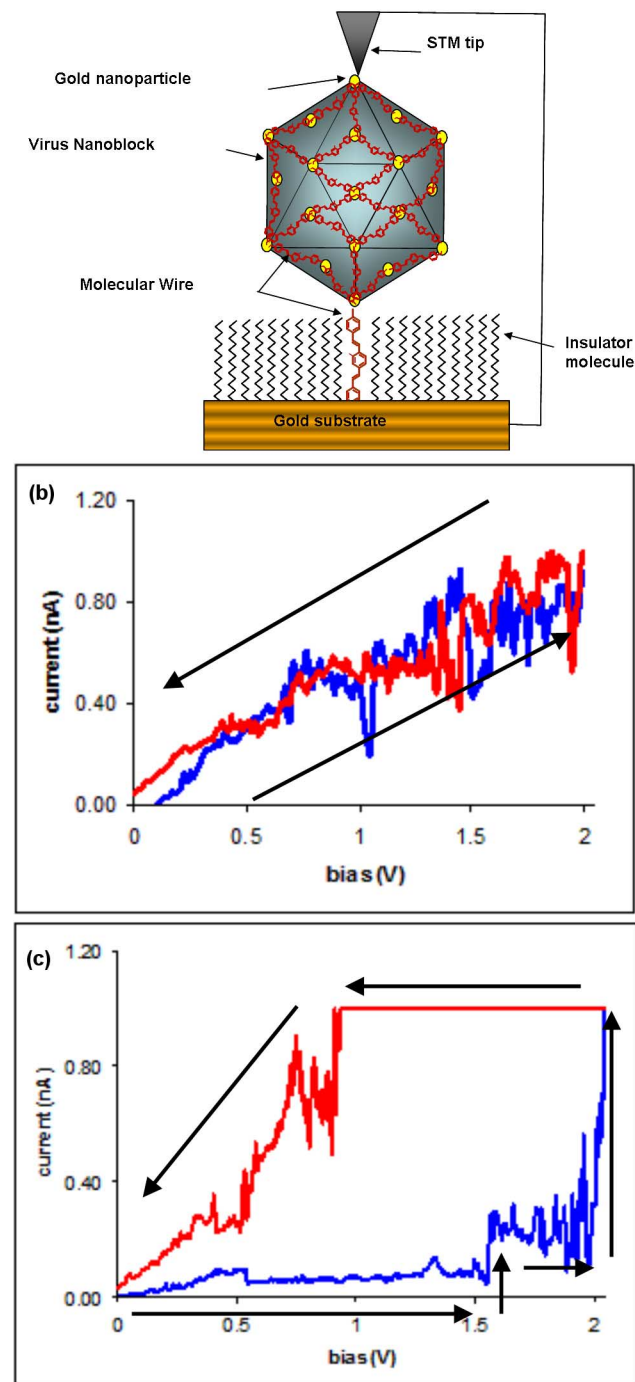 STM tip
Gold nanoparticle
Virus Nanoblock
Molecular Wire
Insulator
molecule
Gold substrate
(b)
1.20
0.80
0.40
0.00
current (nA)
0
0.5
1
1.5
2
bias (V)
(c)
1.20
0.80
0.40
0.00
current (nA)
0
0.5
1
1.5
2
bias (V)